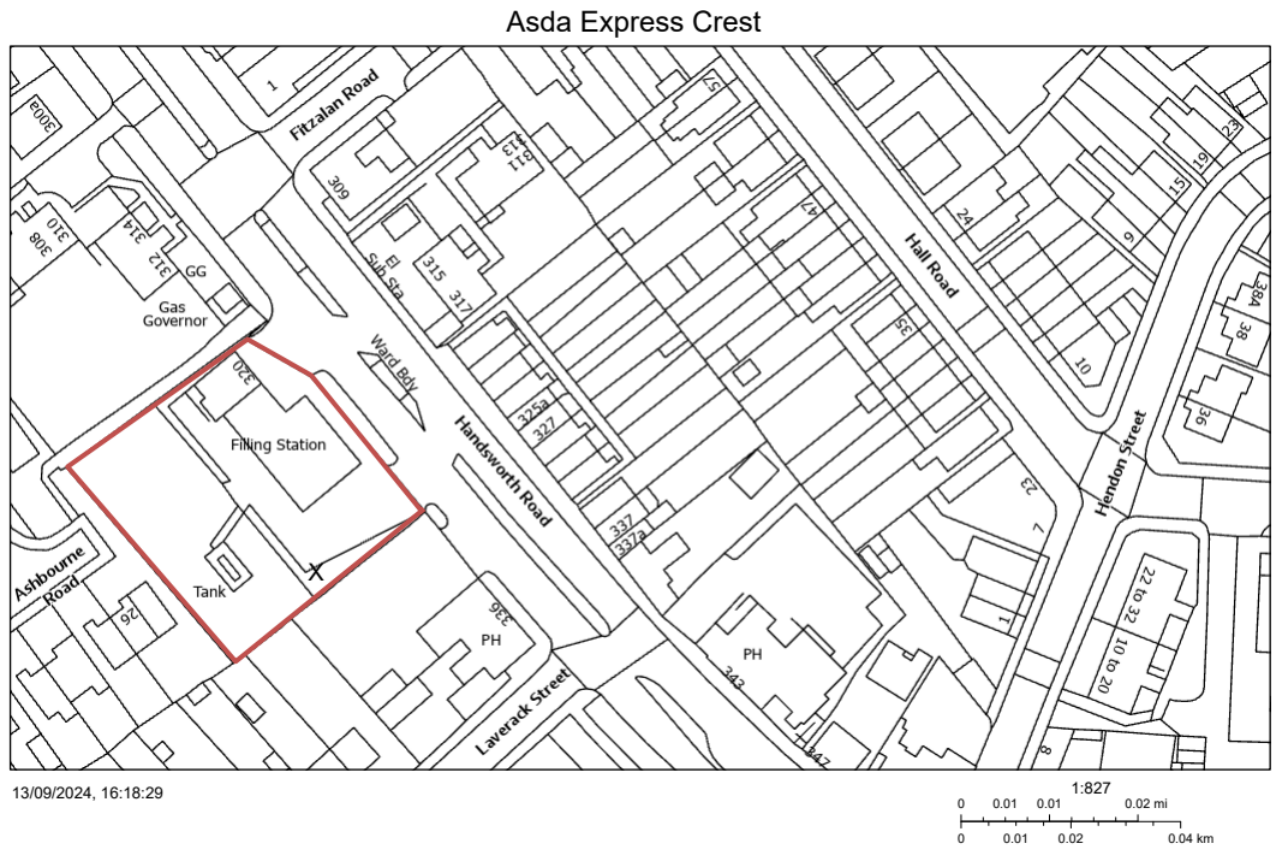 Asda Express Crest
300a
1
Fitzalan Road
309
311
313
57
23
19
15
9
24
47
Hall Road
38A
38
36
308
310
314
312
GG
Gas
Governor
El
Sub Sta
315
317
35
10
Ward Bdy
320
Filling Station
325a
327
Handsworth Road
337
337a
Hendon Street
23
7
1
22 to 32
10 to 20
8
Ashbourne
Road
26
Tank
X
336
PH
Laverack Street
PH
343
347
13/09/2024, 16:18:29
1:827
0 0.01 0.01 0.02 mi
0 0.01 0.02 0.04 km